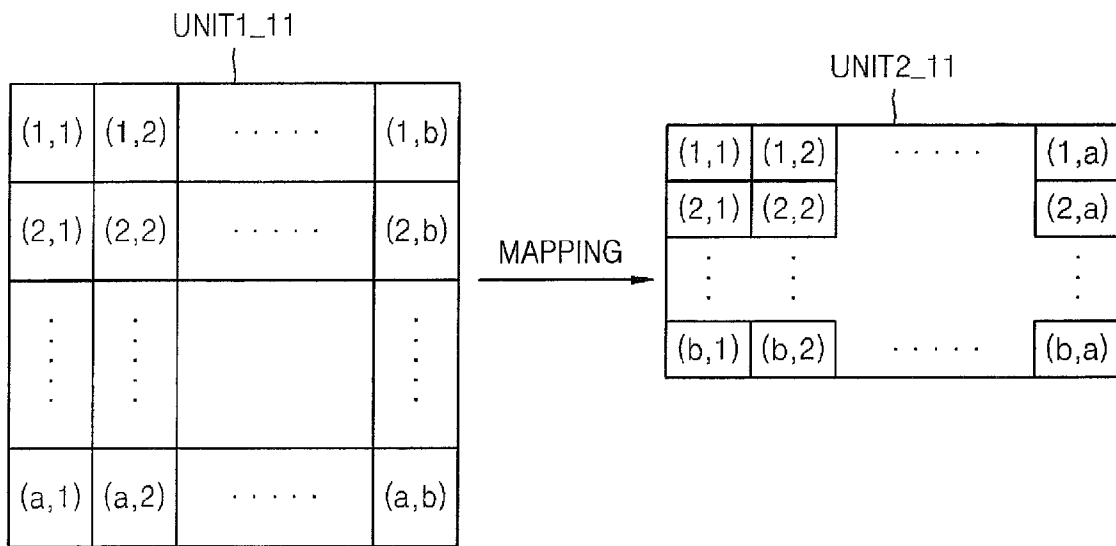 UNIT1_11
(1,1) (1,2) ..... (1,b)
(2,1) (2,2) ..... (2,b)
(a,1) (a,2) ..... (a,b)
MAPPING
UNIT2_11
(1,1) (1,2) ..... (1,a)
(2,1) (2,2) (2,a)
(b,1) (b,2) ..... (b,a)